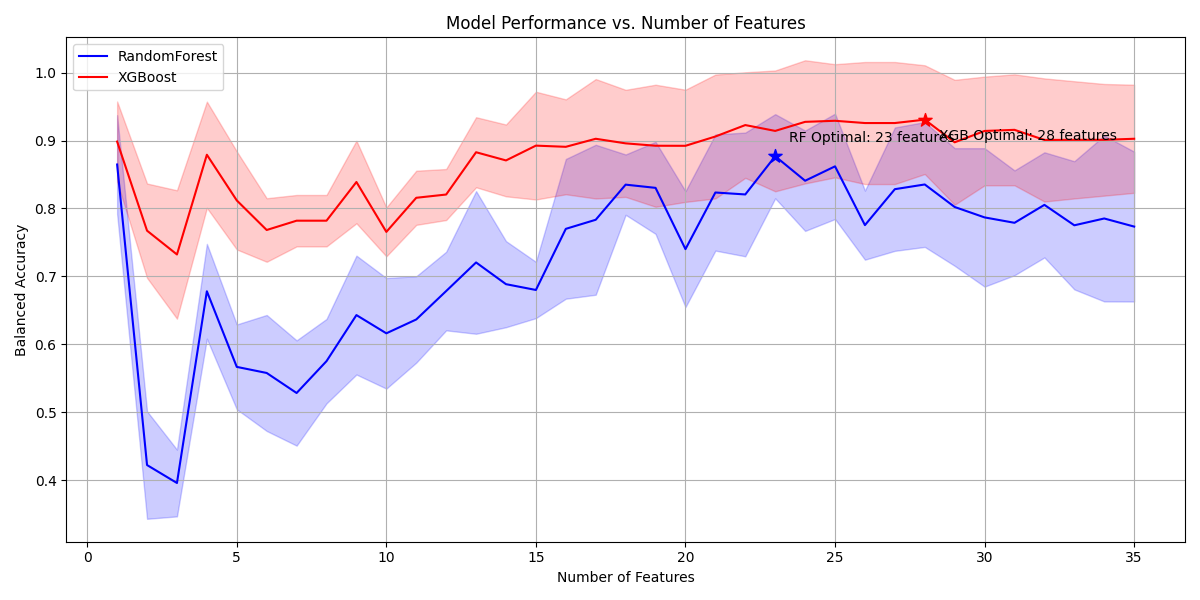 Model Performance vs. Number of Features
RandomForest
XGBoost
RF Optimal: 23 features
XGB Optimal: 28 features
Balanced Accuracy
1.0
0.9
0.8
0.7
0.6
0.5
0.4
0 5 10 15 20 25 30 35
Number of Features